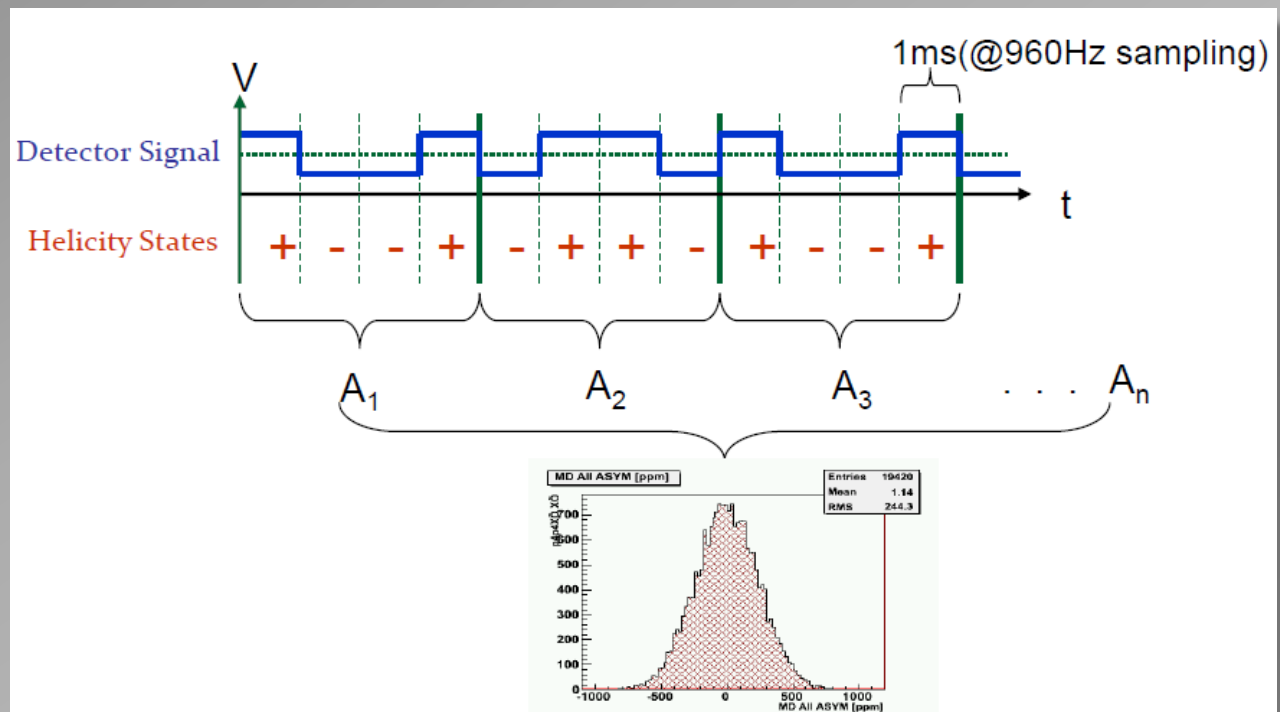 1ms(@960Hz sampling)
V
Detector Signal
t
Helicity States
+ - - + - + + - + - - +
A1 A2 A3 . . . An
MD All ASYM [ppm]
Entries 19420
Mean 1.14
RMS 244.3
700
600
500
400
300
200
100
0
-1000 -500 0 500 1000
MD All ASYM [ppm]